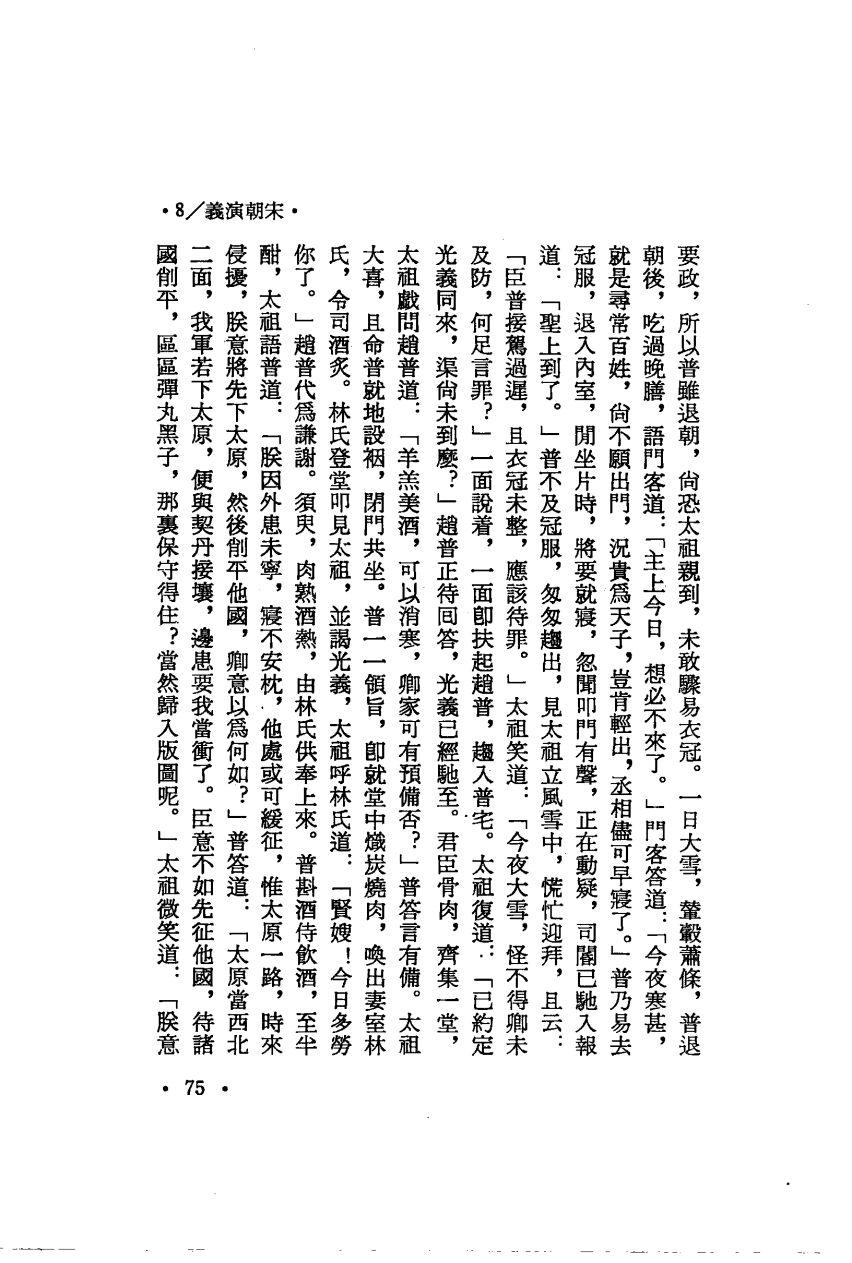 •8/義演朝宋•
要政，所以普雖退朝，尙恐太祖親到，未敢驟易衣冠。一日大雪，輦轂蕭條，普退
朝後，吃過晚膳，語門客道：「主上今日，想必不來了。」門客答道：「今夜寒甚，
就是尋常百姓，尙不願出門，況貴爲天子，豈肯輕出，丞相儘可早寢了。」普乃易去
冠服，退入內室，閒坐片時，將要就寢，忽聞叩門有聲，正在動疑，司閽已馳入報
道：「聖上到了。」普不及冠服，匆匆趨出，見太祖立風雪中，慌忙迎拜，且云：
「臣普接駕過遲，且衣冠未整，應該待罪。」太祖笑道：「今夜大雪，怪不得卿未
及防，何足言罪？」一面說着，一面卽扶起趙普，趨入普宅。太祖復道：「已約定
光義同來，渠尙未到麼？」趙普正待回答，光義已經馳至。君臣骨肉，齊集一堂，
太祖戲問趙普道：「羊羔美酒，可以消寒，卿家可有預備否？」普答言有備。太祖
大喜，且命普就地設裀，閉門共坐。普一一領旨，卽就堂中熾炭燒肉，喚出妻室林
氏，令司酒炙。林氏登堂叩見太祖，並謁光義，太祖呼林氏道：「賢嫂！今日多勞
你了。」趙普代爲謙謝。須臾，肉熟酒熱，由林氏供奉上來。普斟酒侍飲酒，至半
酣，太祖語普道：「朕因外患未寧，寢不安枕，他處或可緩征，惟太原一路，時來
侵擾，朕意將先下太原，然後削平他國，卿意以爲何如？」普答道：「太原當西北
二面，我軍若下太原，便與契丹接壤，邊患要我當衝了。臣意不如先征他國，待諸
國削平，區區彈丸黑子，那裏保守得住？當然歸入版圖呢。」太祖微笑道：「朕意
• 75 •